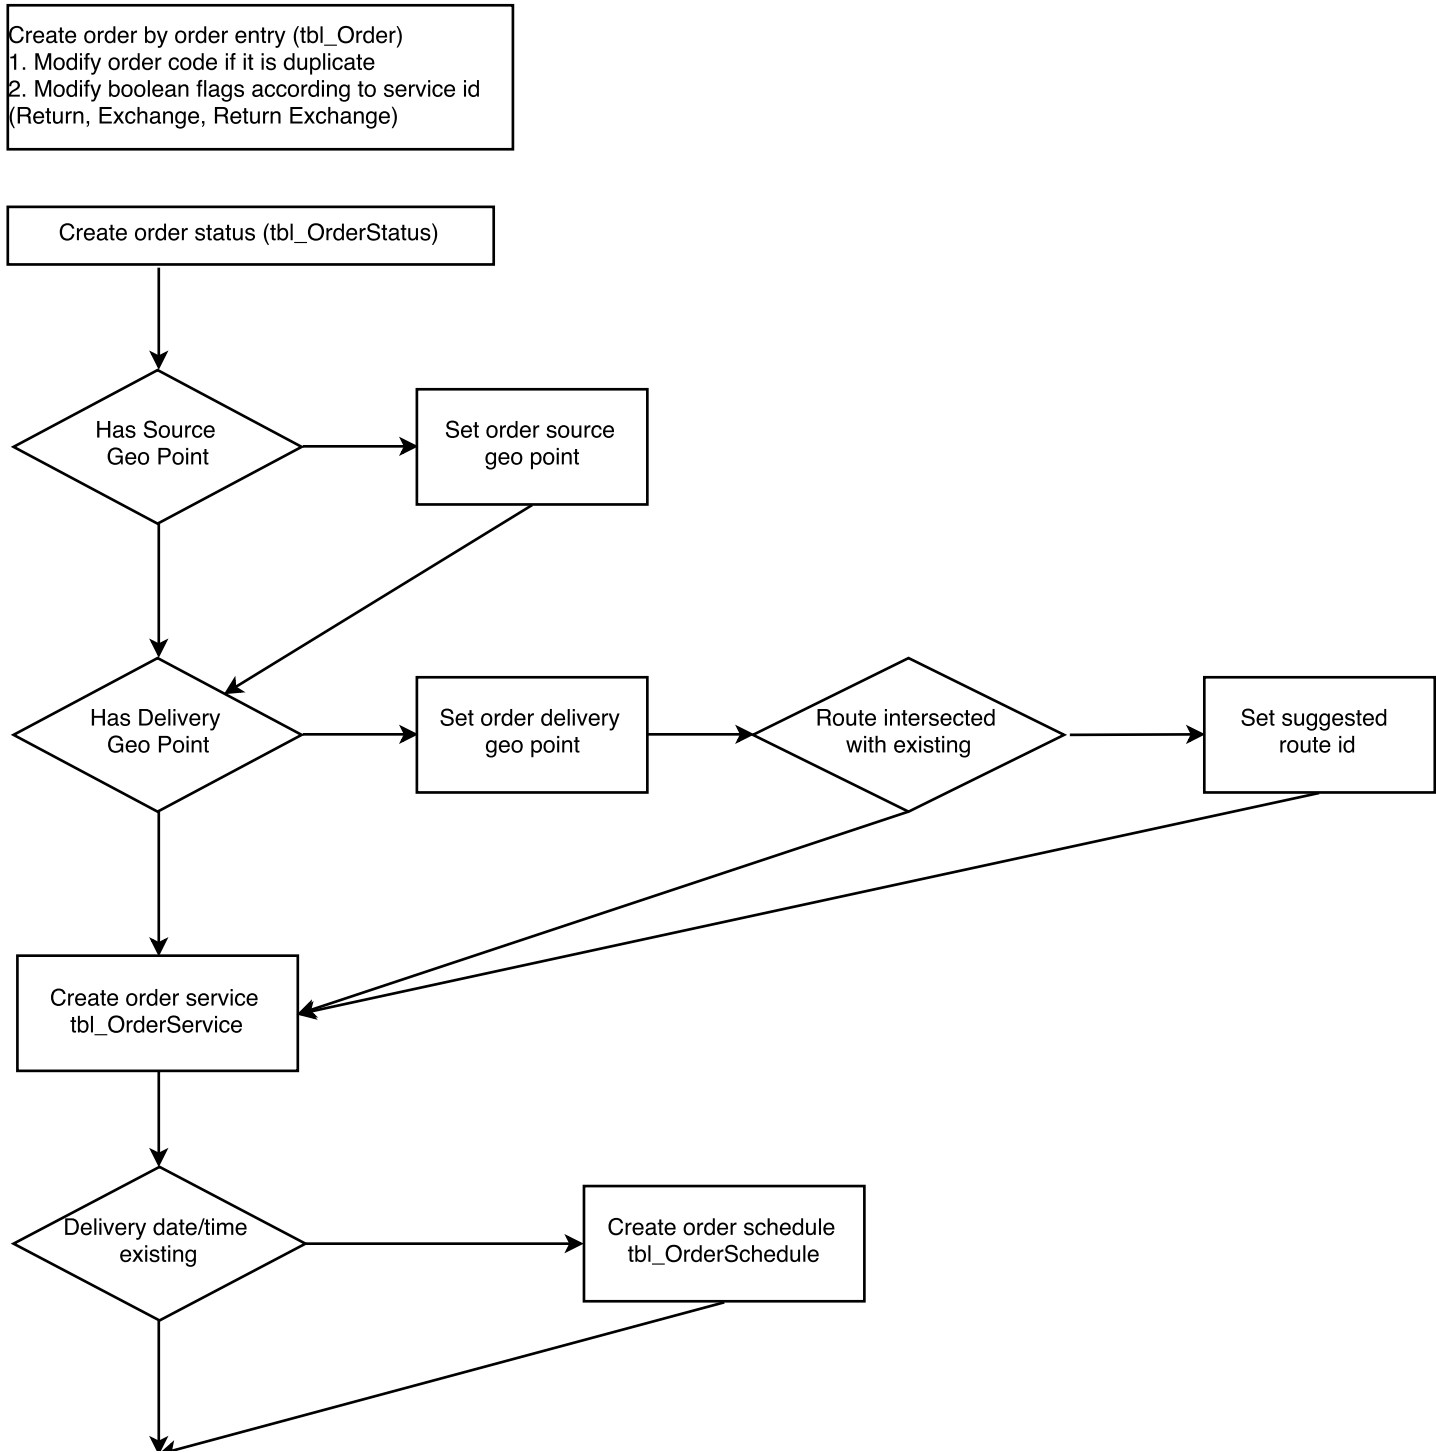 Create order by order entry (tbl_Order)
1. Modify order code if it is duplicate
2. Modify boolean flags according to service id
(Return, Exchange, Return Exchange)
Create order status (tbl_OrderStatus)
Has Source
Geo Point
Set order source
geo point
Has Delivery
Geo Point
Set order delivery
geo point
Route intersected
with existing
Set suggested
route id
Create order service
tbl_OrderService
Delivery date/time
existing
Create order schedule
tbl_OrderSchedule